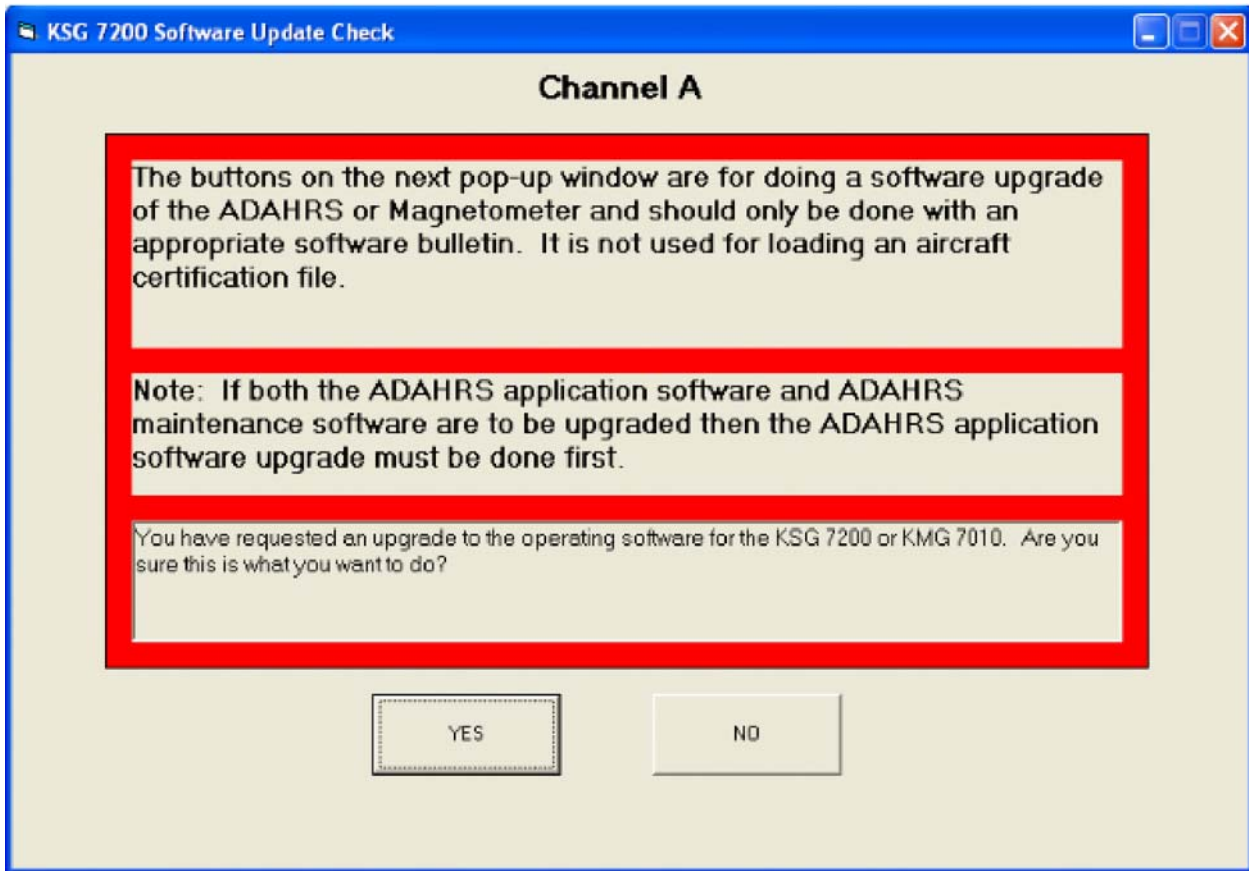 KSG 7200 Software Update Check
Channel A
The buttons on the next pop-up window are for doing a software upgrade
of the ADAHRS or Magnetometer and should only be done with an
appropriate software bulletin.  It is not used for loading an aircraft
certification file.
Note:  If both the ADAHRS application software and ADAHRS
maintenance software are to be upgraded then the ADAHRS application
software upgrade must be done first.
You have requested an upgrade to the operating software for the KSG 7200 or KMG 7010.  Are you
sure this is what you want to do?
YES
NO